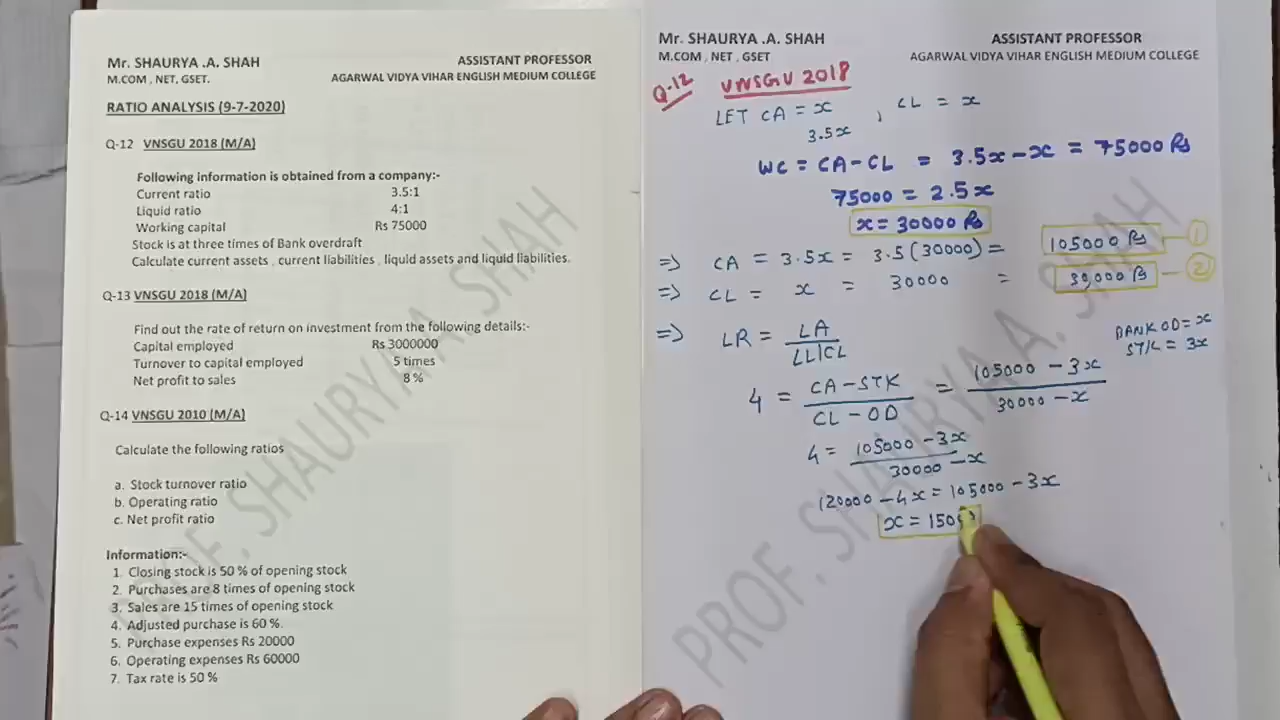 Mr. SHAURYA .A. SHAH ASSISTANT PROFESSOR
M.COM , NET, GSET. AGARWAL VIDYA VIHAR ENGLISH MEDIUM COLLEGE
RATIO ANALYSIS (9-7-2020)
Q-12 VNSGU 2018 (M/A)
Following information is obtained from a company:-
Current ratio 3.5:1
Liquid ratio 4:1
Working capital Rs 75000
Stock is at three times of Bank overdraft
Calculate current assets , current liabilities , liquid assets and liquid liabilities.
Q-13 VNSGU 2018 (M/A)
Find out the rate of return on investment from the following details:-
Capital employed Rs 3000000
Turnover to capital employed 5 times
Net profit to sales 8 %
Q-14 VNSGU 2010 (M/A)
Calculate the following ratios
a. Stock turnover ratio
b. Operating ratio
c. Net profit ratio
Information:-
1. Closing stock is 50 % of opening stock
2. Purchases are 8 times of opening stock
3. Sales are 15 times of opening stock
4. Adjusted purchase is 60 %.
5. Purchase expenses Rs 20000
6. Operating expenses Rs 60000
7. Tax rate is 50 %
PROF. SHAURYA A. SHAH
Mr. SHAURYA .A. SHAH ASSISTANT PROFESSOR
M.COM , NET , GSET AGARWAL VIDYA VIHAR ENGLISH MEDIUM COLLEGE
Q-12 VNSGU 2018
LET CA = x , CL = x
3.5x
WC = CA - CL = 3.5x - x = 75000 Rs
75000 = 2.5x
x = 30000 Rs
⇒ CA = 3.5x = 3.5 (30000) = 105000 Rs — 1
⇒ CL = x = 30000 = 30,000 Rs — 2
⇒ LR = LA / LL|CL
BANK OD = x
STK = 3x
4 = CA - STK / CL - OD = 105000 - 3x / 30000 - x
4 = 105000 - 3x / 30000 - x
120000 - 4x = 105000 - 3x
x = 150
PROF. SHAURYA A. SHAH